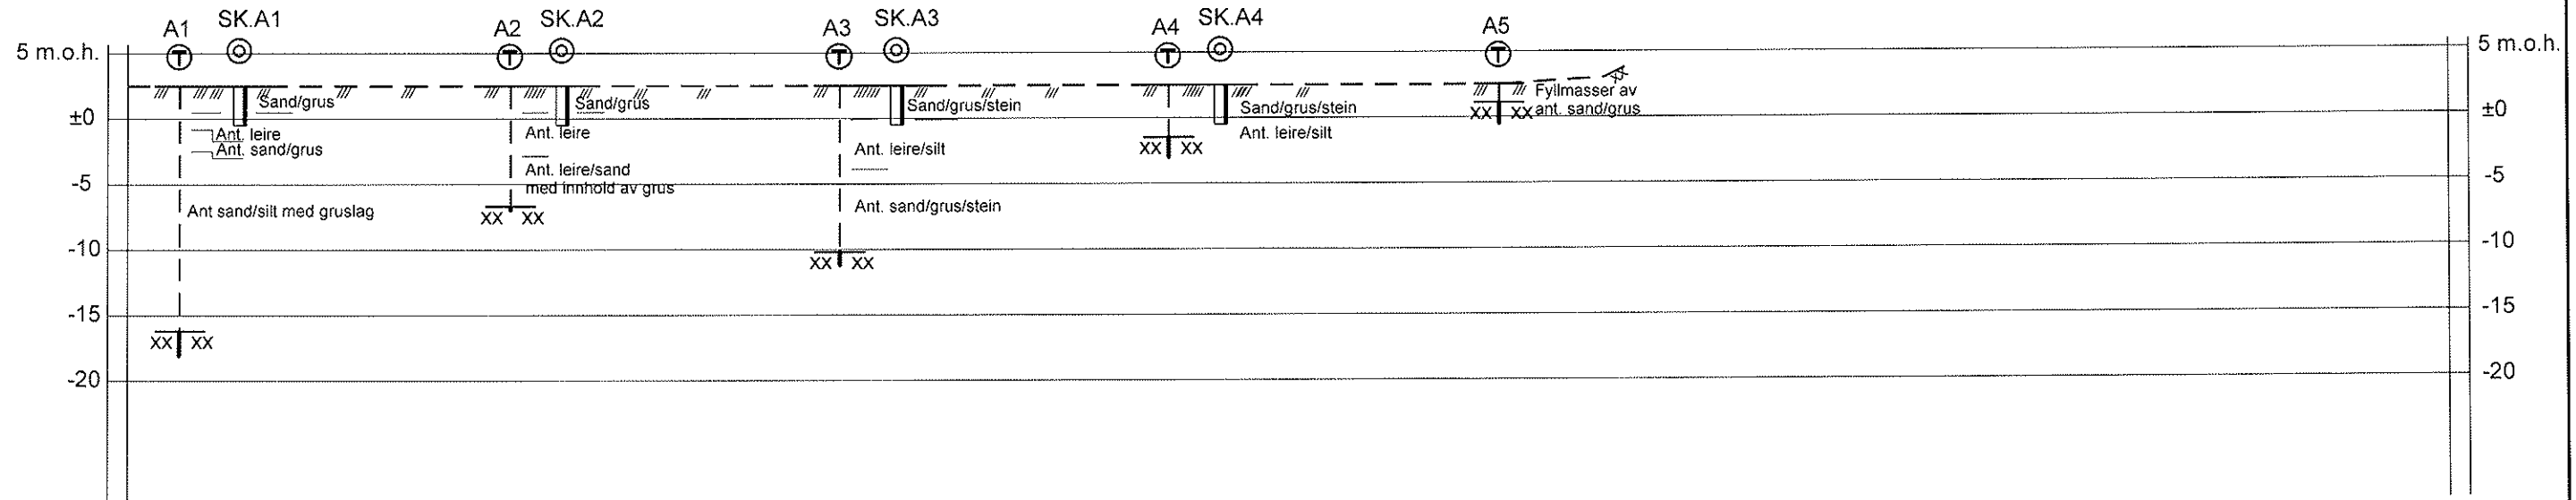 A1 SK.A1 A2 SK.A2 A3 SK.A3 A4 SK.A4 A5
5 m.o.h. 5 m.o.h.
Sand/grus Sand/grus Sand/grus/stein Sand/grus/stein Fyllmasser av
ant. sand/grus
±0 ±0
xx xx
Ant. leire Ant. leire Ant. leire/silt
Ant. sand/grus Ant. leire/silt xx xx
Ant. leire/sand
med innhold av grus
-5 -5
Ant sand/silt med gruslag Ant. sand/grus/stein
xx xx
-10 -10
xx xx
-15 -15
xx xx
-20 -20